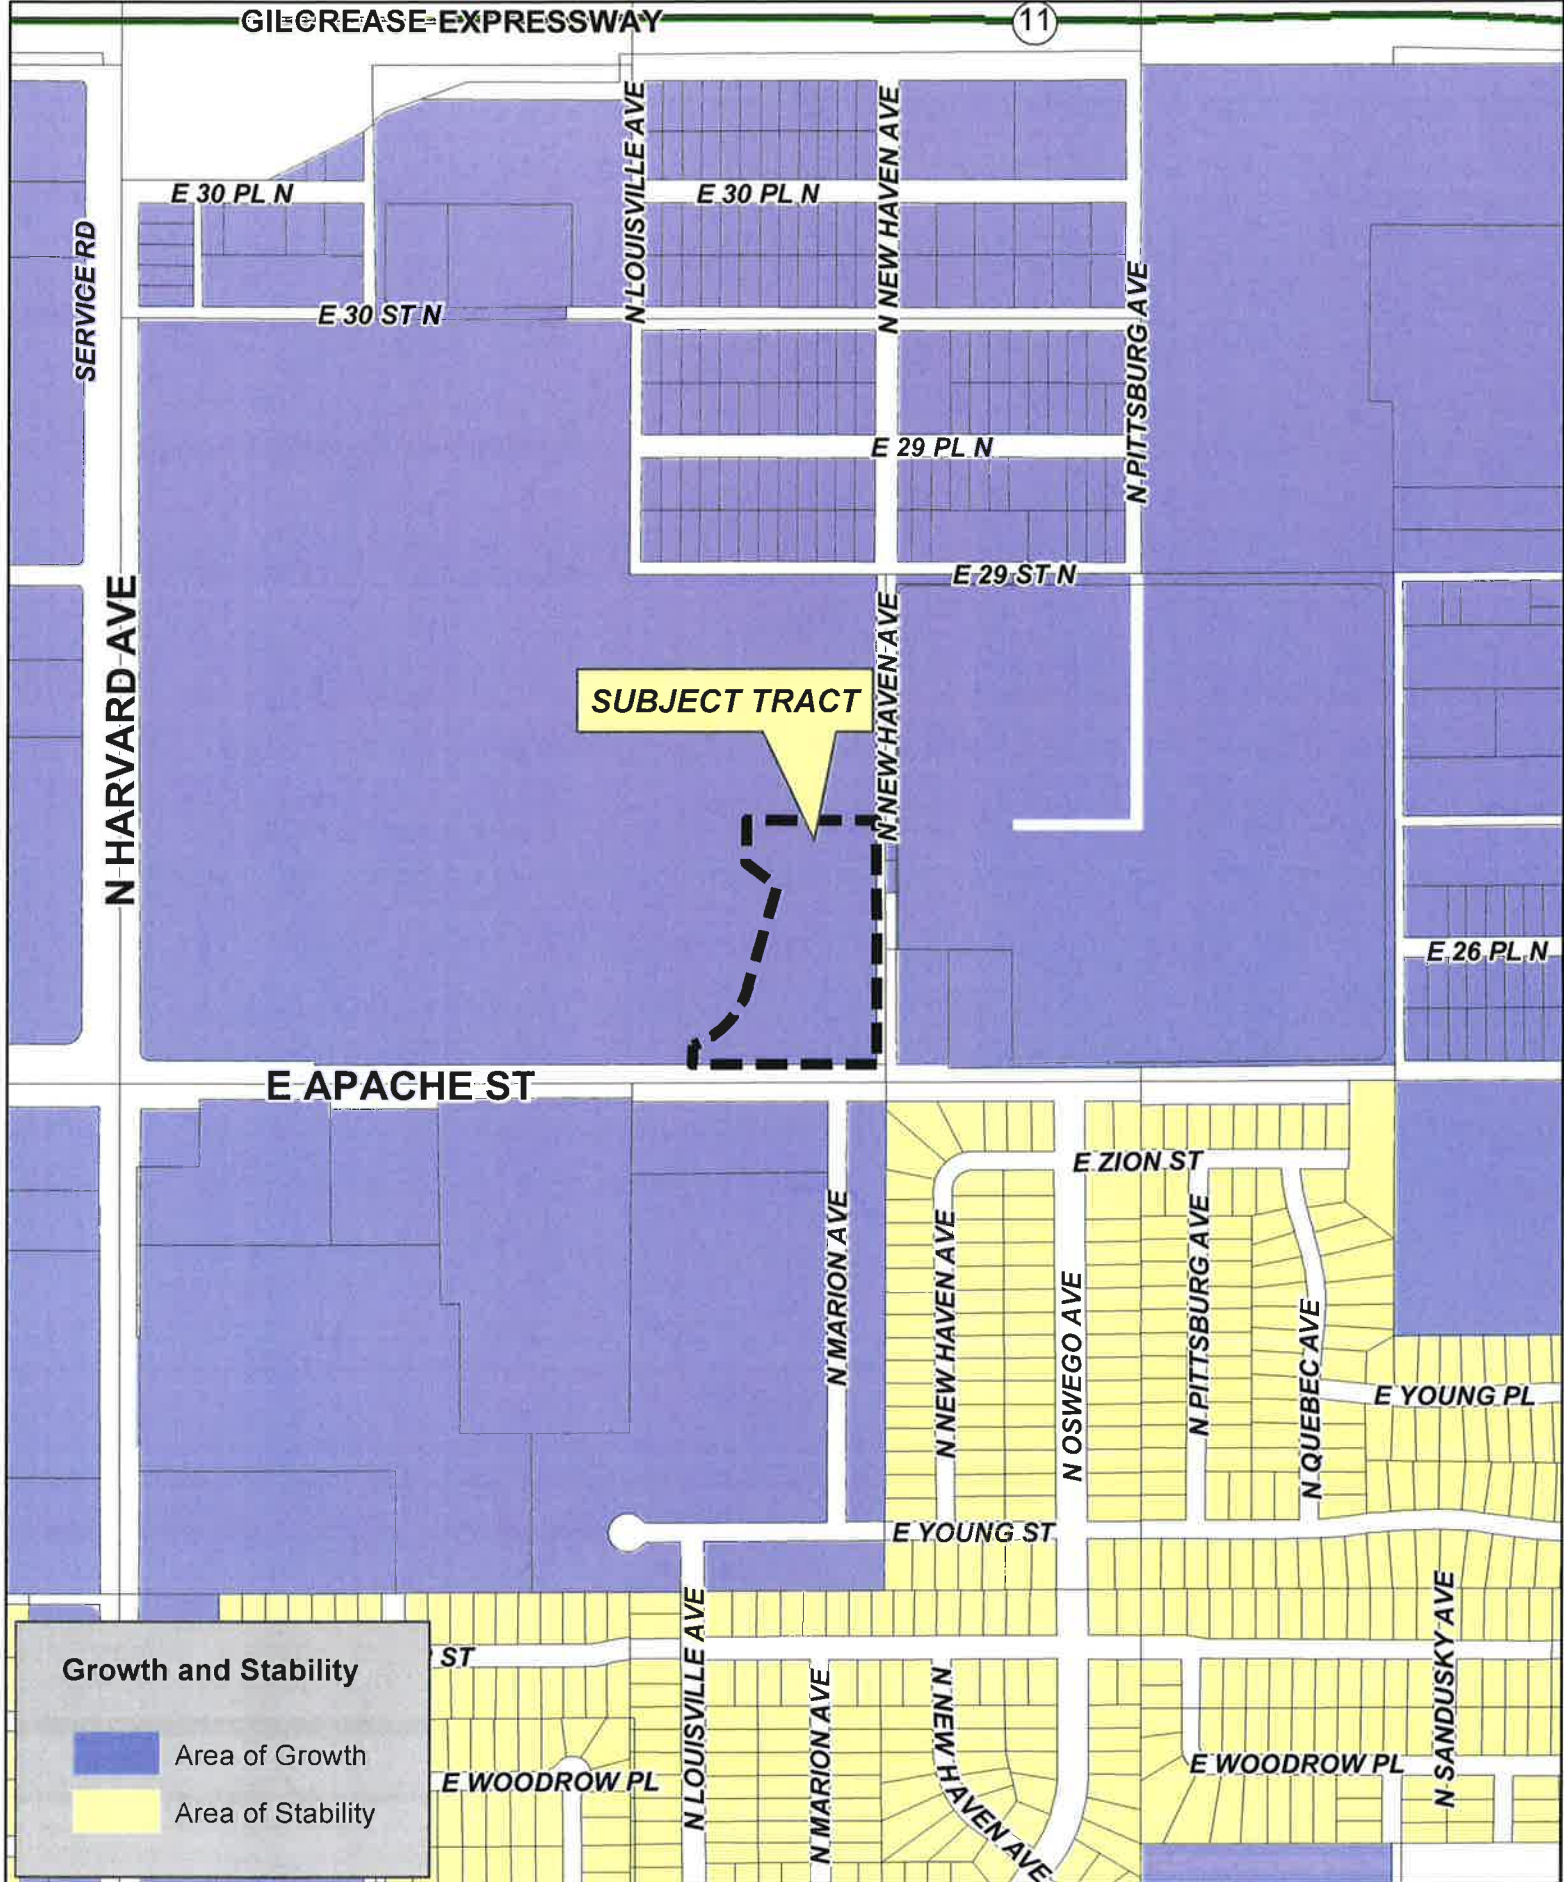 GILCREASE EXPRESSWAY
11
N LOUISVILLE AVE
N NEW HAVEN AVE
E 30 PL N
E 30 PL N
SERVICE RD
E 30 ST N
N PITTSBURG AVE
E 29 PL N
E 29 ST N
N HARVARD AVE
N NEW HAVEN AVE
SUBJECT TRACT
E 26 PL N
E APACHE ST
E ZION ST
N MARION AVE
N NEW HAVEN AVE
N OSWEGO AVE
N PITTSBURG AVE
N QUEBEC AVE
E YOUNG PL
E YOUNG ST
N LOUISVILLE AVE
N SANDUSKY AVE
ST
N MARION AVE
N NEW HAVEN AVE
E WOODROW PL
E WOODROW PL
Growth and Stability
Area of Growth
Area of Stability